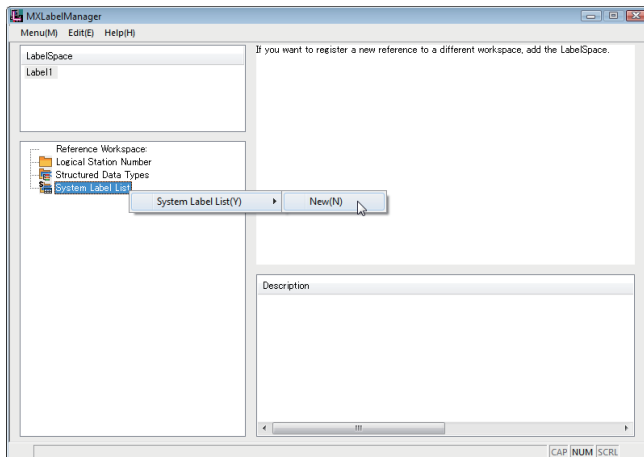 MXLabelManager
Menu(M) Edit(E) Help(H)
LabelSpace
Label1
If you want to register a new reference to a different workspace, add the LabelSpace.
Reference Workspace:
Logical Station Number
Structured Data Types
System Label List
System Label List(Y)
New(N)
Description
CAP NUM SCRL